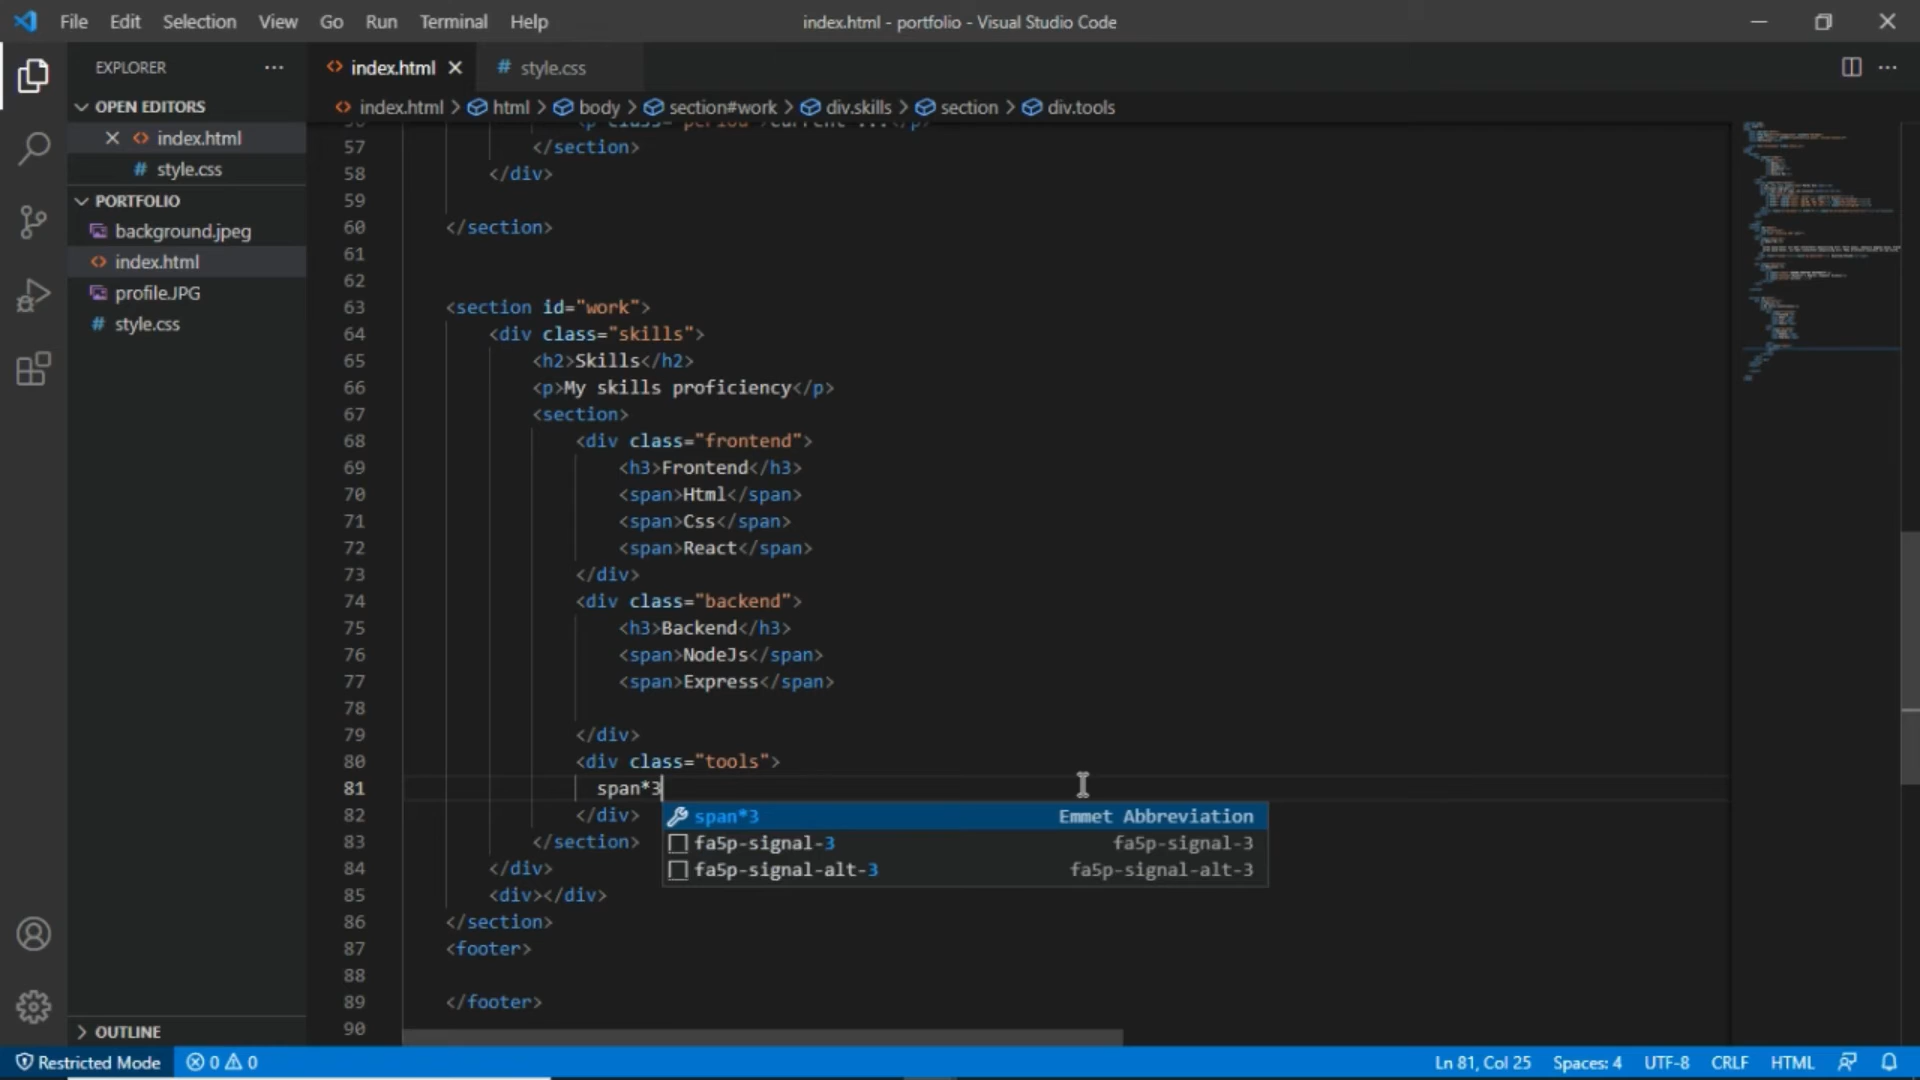 File Edit Selection View Go Run Terminal Help index.html - portfolio - Visual Studio Code
EXPLORER
OPEN EDITORS
index.html
style.css
PORTFOLIO
background.jpeg
index.html
profile.JPG
style.css
OUTLINE
index.html style.css
index.html > html > body > section#work > div.skills > section > div.tools
57 </section>
58 </div>
59
60 </section>
61
62
63 <section id="work">
64 <div class="skills">
65 <h2>Skills</h2>
66 <p>My skills proficiency</p>
67 <section>
68 <div class="frontend">
69 <h3>Frontend</h3>
70 <span>Html</span>
71 <span>Css</span>
72 <span>React</span>
73 </div>
74 <div class="backend">
75 <h3>Backend</h3>
76 <span>NodeJs</span>
77 <span>Express</span>
78
79 </div>
80 <div class="tools">
81 span*3
82 </div>
83 </section>
84 </div>
85 <div></div>
86 </section>
87 <footer>
88
89 </footer>
90
span*3 Emmet Abbreviation
fa5p-signal-3 fa5p-signal-3
fa5p-signal-alt-3 fa5p-signal-alt-3
Restricted Mode 0 0 Ln 81, Col 25 Spaces: 4 UTF-8 CRLF HTML